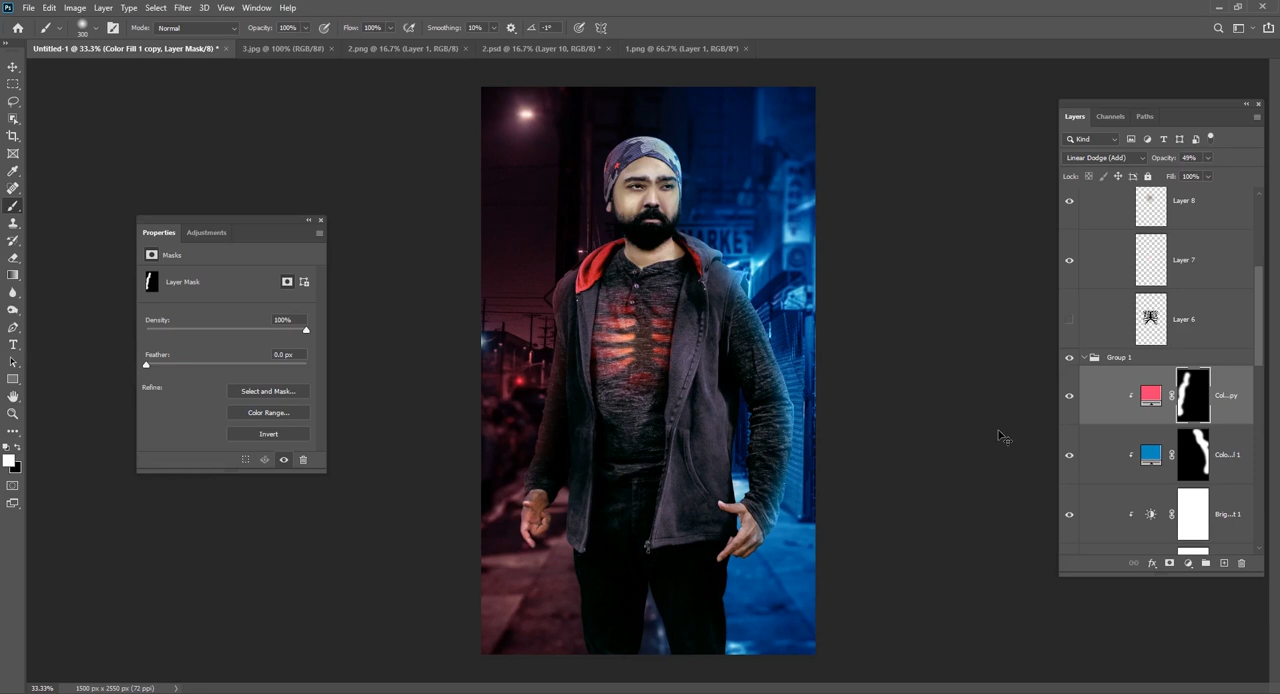 Ps File Edit Image Layer Type Select Filter 3D View Window Help
300 Mode: Normal Opacity: 100% Flow: 100% Smoothing: 10% -1°
Untitled-1 @ 33.3% (Color Fill 1 copy, Layer Mask/8) * × 3.jpg @ 100% (RGB/8#) × 2.png @ 16.7% (Layer 1, RGB/8) × 2.psd @ 16.7% (Layer 10, RGB/8) * × 1.png @ 66.7% (Layer 1, RGB/8*) ×
Properties Adjustments
Masks
Layer Mask
Density: 100%
Feather: 0.0 px
Refine: Select and Mask...
Color Range...
Invert
MARKET
Layers Channels Paths
Kind
Linear Dodge (Add) Opacity: 49%
Lock: Fill: 100%
Layer 8
Layer 7
Layer 6
Group 1
Col...py
Colo...l 1
Brig...t 1
33.33% 1500 px x 2550 px (72 ppi)